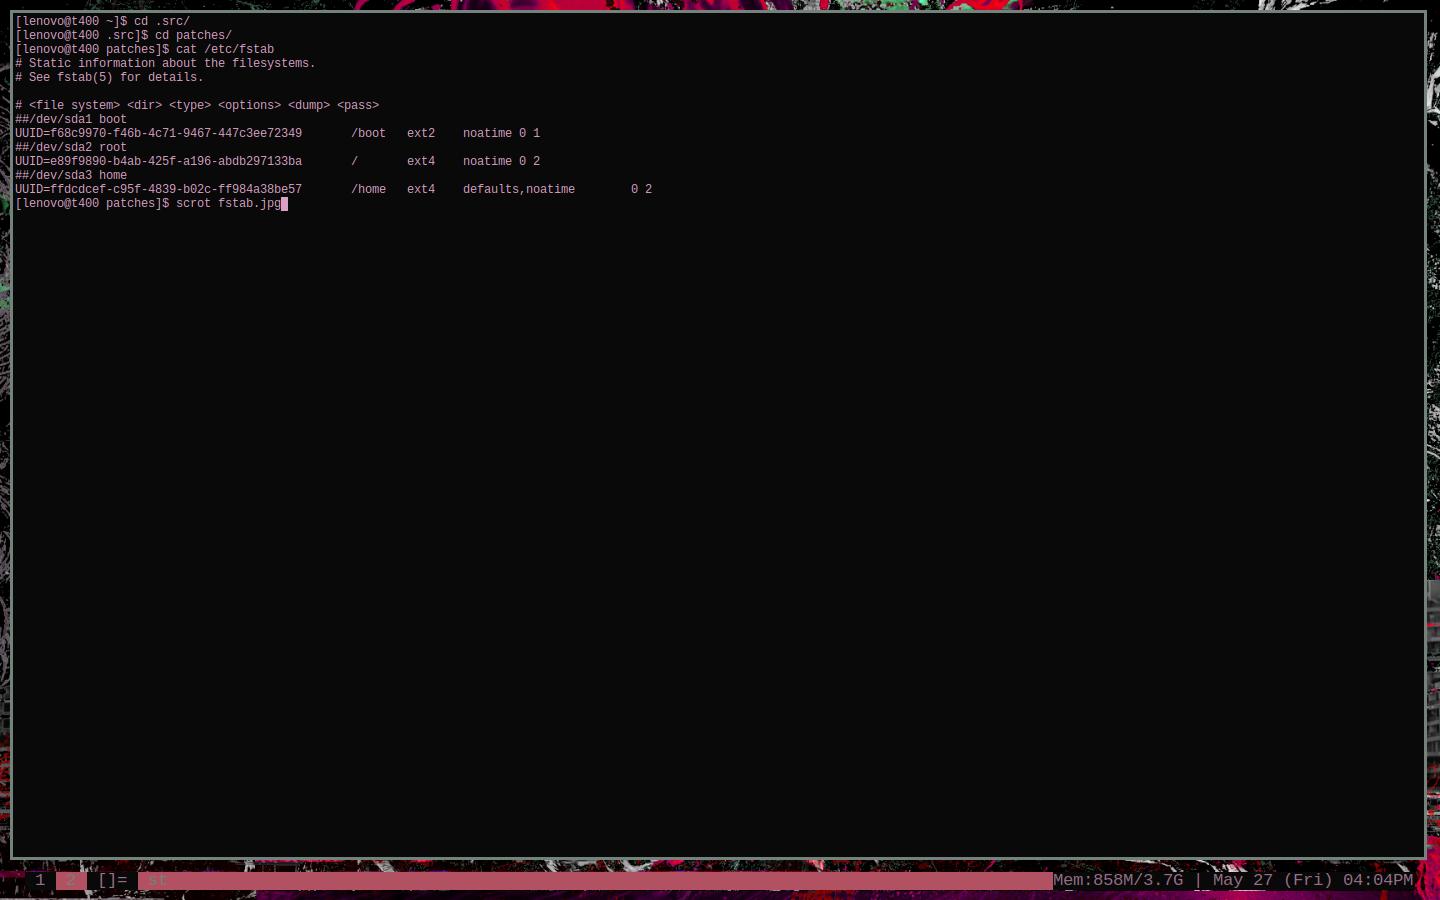 [lenovo@t400 ~]$ cd .src/
[lenovo@t400 .src]$ cd patches/
[lenovo@t400 patches]$ cat /etc/fstab
# Static information about the filesystems.
# See fstab(5) for details.

# <file system> <dir> <type> <options> <dump> <pass>
##/dev/sda1 boot
UUID=f68c9970-f46b-4c71-9467-447c3ee72349       /boot   ext2    noatime 0 1
##/dev/sda2 root
UUID=e89f9890-b4ab-425f-a196-abdb297133ba       /       ext4    noatime 0 2
##/dev/sda3 home
UUID=ffdcdcef-c95f-4839-b02c-ff984a38be57       /home   ext4    defaults,noatime        0 2
[lenovo@t400 patches]$ scrot fstab.jpg
1 2 []= st Mem:858M/3.7G | May 27 (Fri) 04:04PM